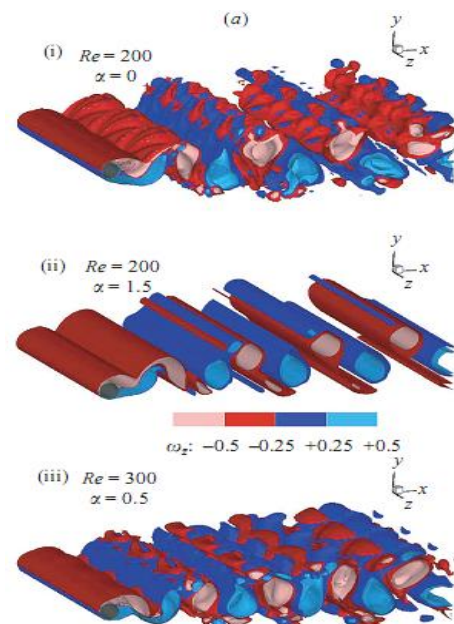 (a)
(i) Re = 200
α = 0
y
x
z
(ii) Re = 200
α = 1.5
y
x
z
ω_z: −0.5 −0.25 +0.25 +0.5
(iii) Re = 300
α = 0.5
y
x
z